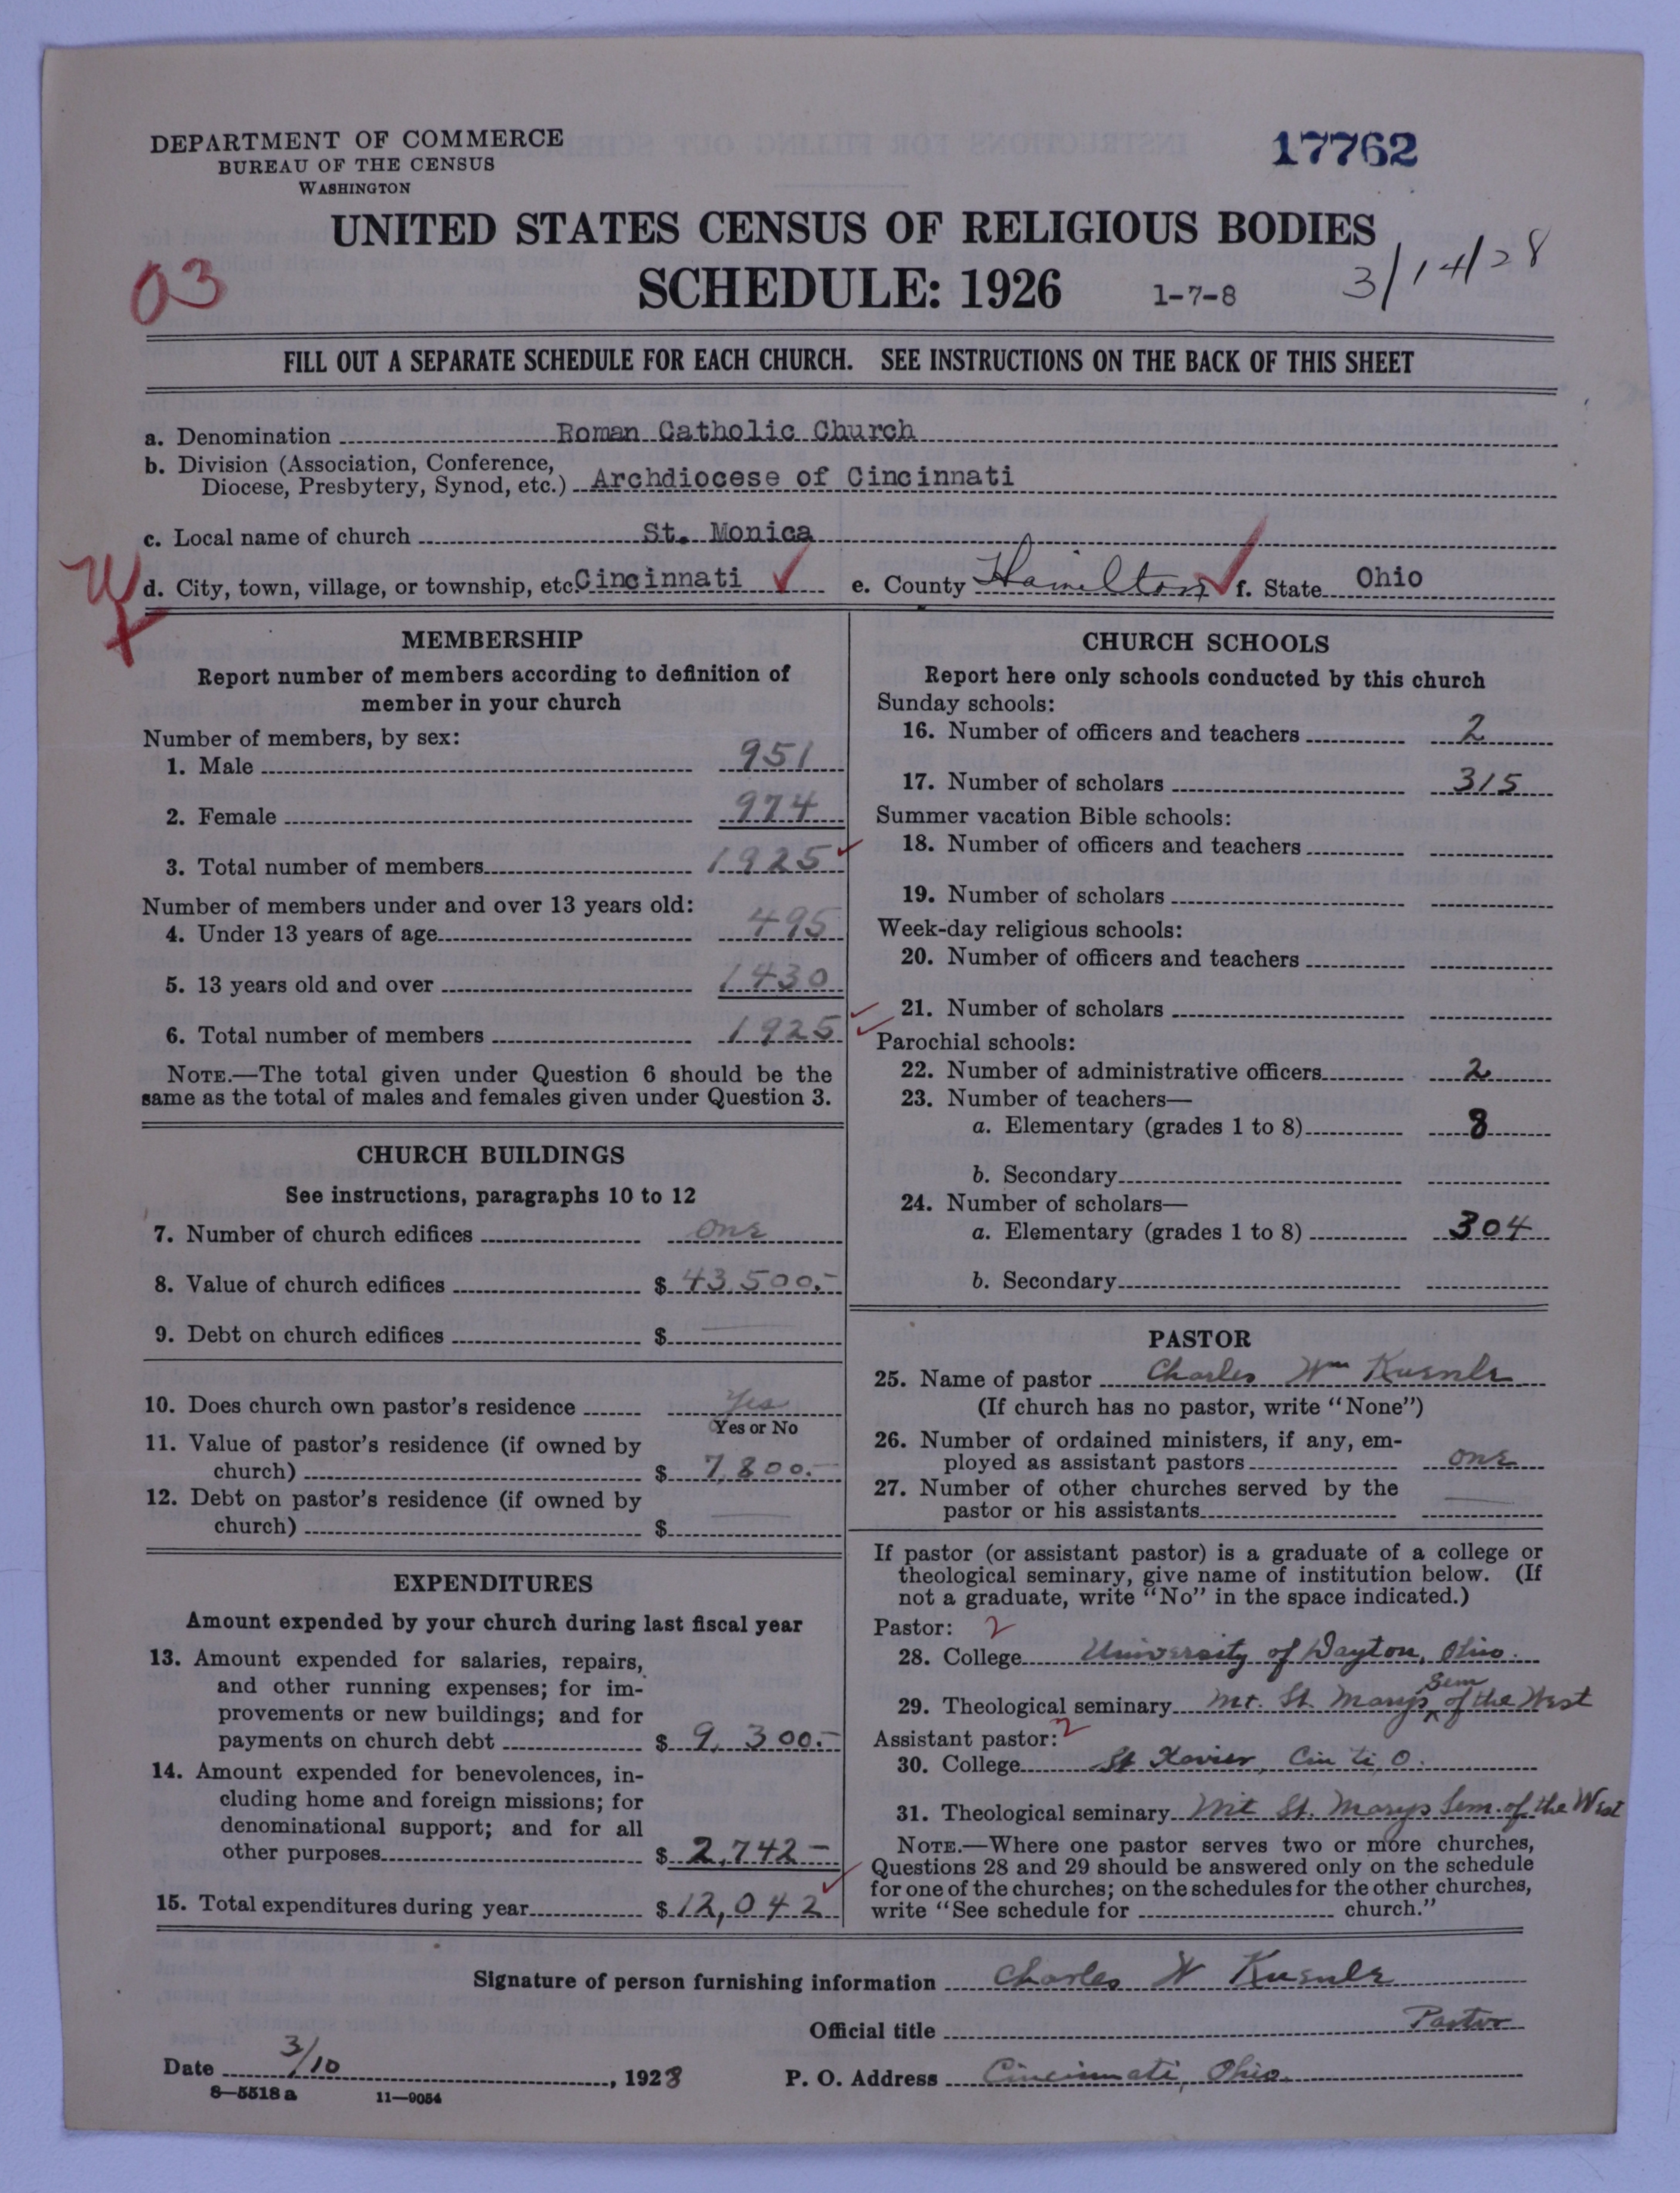 DEPARTMENT OF COMMERCE
BUREAU OF THE CENSUS
WASHINGTON
17762
UNITED STATES CENSUS OF RELIGIOUS BODIES
SCHEDULE: 1926
1-7-8
3/14/28
03
FILL OUT A SEPARATE SCHEDULE FOR EACH CHURCH. SEE INSTRUCTIONS ON THE BACK OF THIS SHEET
a. Denomination Roman Catholic Church
b. Division (Association, Conference,
Diocese, Presbytery, Synod, etc.) Archdiocese of Cincinnati
c. Local name of church St. Monica
d. City, town, village, or township, etc. Cincinnati e. County Hamilton f. State Ohio
MEMBERSHIP
Report number of members according to definition of
member in your church
Number of members, by sex:
1. Male 951
2. Female 974
3. Total number of members 1925
Number of members under and over 13 years old:
4. Under 13 years of age 495
5. 13 years old and over 1430
6. Total number of members 1925
NOTE.—The total given under Question 6 should be the
same as the total of males and females given under Question 3.
CHURCH BUILDINGS
See instructions, paragraphs 10 to 12
7. Number of church edifices one
8. Value of church edifices $ 43,500.-
9. Debt on church edifices $
10. Does church own pastor's residence Yes
Yes or No
11. Value of pastor's residence (if owned by
church) $ 7,800.-
12. Debt on pastor's residence (if owned by
church) $
EXPENDITURES
Amount expended by your church during last fiscal year
13. Amount expended for salaries, repairs,
and other running expenses; for im-
provements or new buildings; and for
payments on church debt $ 9,300.-
14. Amount expended for benevolences, in-
cluding home and foreign missions; for
denominational support; and for all
other purposes $ 2,742-
15. Total expenditures during year $ 12,042
CHURCH SCHOOLS
Report here only schools conducted by this church
Sunday schools:
16. Number of officers and teachers 2
17. Number of scholars 315
Summer vacation Bible schools:
18. Number of officers and teachers
19. Number of scholars
Week-day religious schools:
20. Number of officers and teachers
21. Number of scholars
Parochial schools:
22. Number of administrative officers 2
23. Number of teachers—
a. Elementary (grades 1 to 8) 8
b. Secondary
24. Number of scholars—
a. Elementary (grades 1 to 8) 304
b. Secondary
PASTOR
25. Name of pastor Charles Wm Kuenle
(If church has no pastor, write "None")
26. Number of ordained ministers, if any, em-
ployed as assistant pastors one
27. Number of other churches served by the
pastor or his assistants
If pastor (or assistant pastor) is a graduate of a college or
theological seminary, give name of institution below. (If
not a graduate, write "No" in the space indicated.)
Pastor: 2
28. College University of Dayton, Ohio.
29. Theological seminary Mt. St. Marys Sem of the West
Assistant pastor: 2
30. College St Xavier, Cin ti, O.
31. Theological seminary Mt St. Marys Sem. of the West
NOTE.—Where one pastor serves two or more churches,
Questions 28 and 29 should be answered only on the schedule
for one of the churches; on the schedules for the other churches,
write "See schedule for church."
Signature of person furnishing information Charles W Kuenle
Official title Pastor
Date 3/10, 1928 P. O. Address Cincinnati, Ohio.
8—5518 a 11—9054